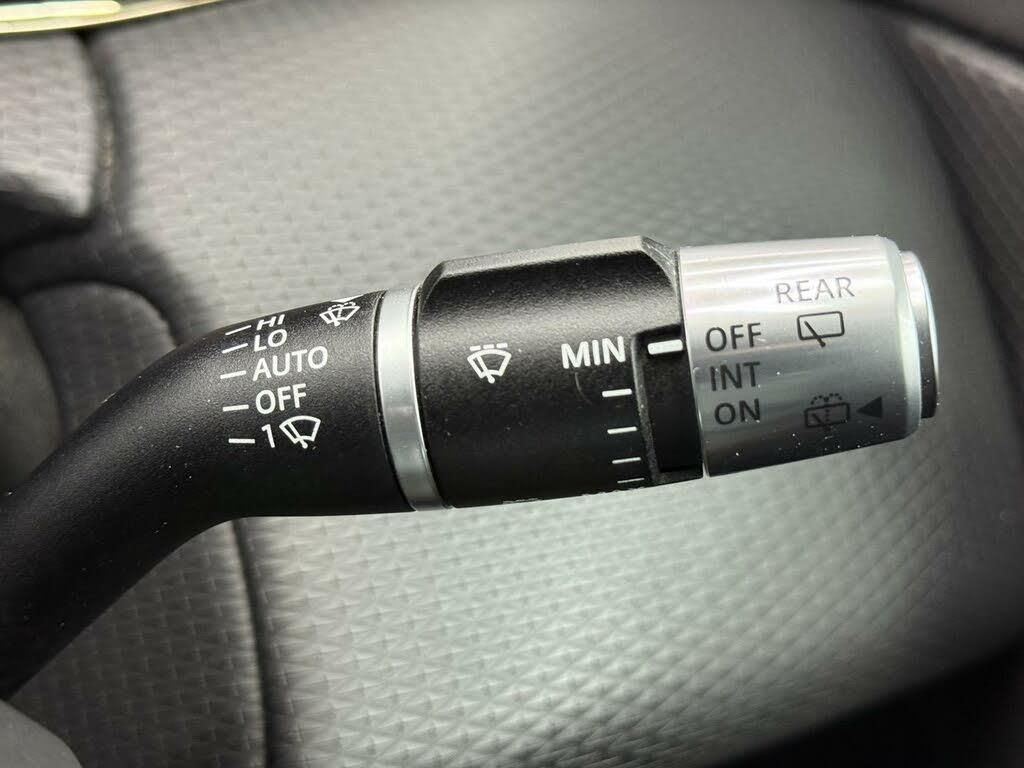 HI
LO
AUTO
OFF
1
MIN
REAR
OFF
INT
ON